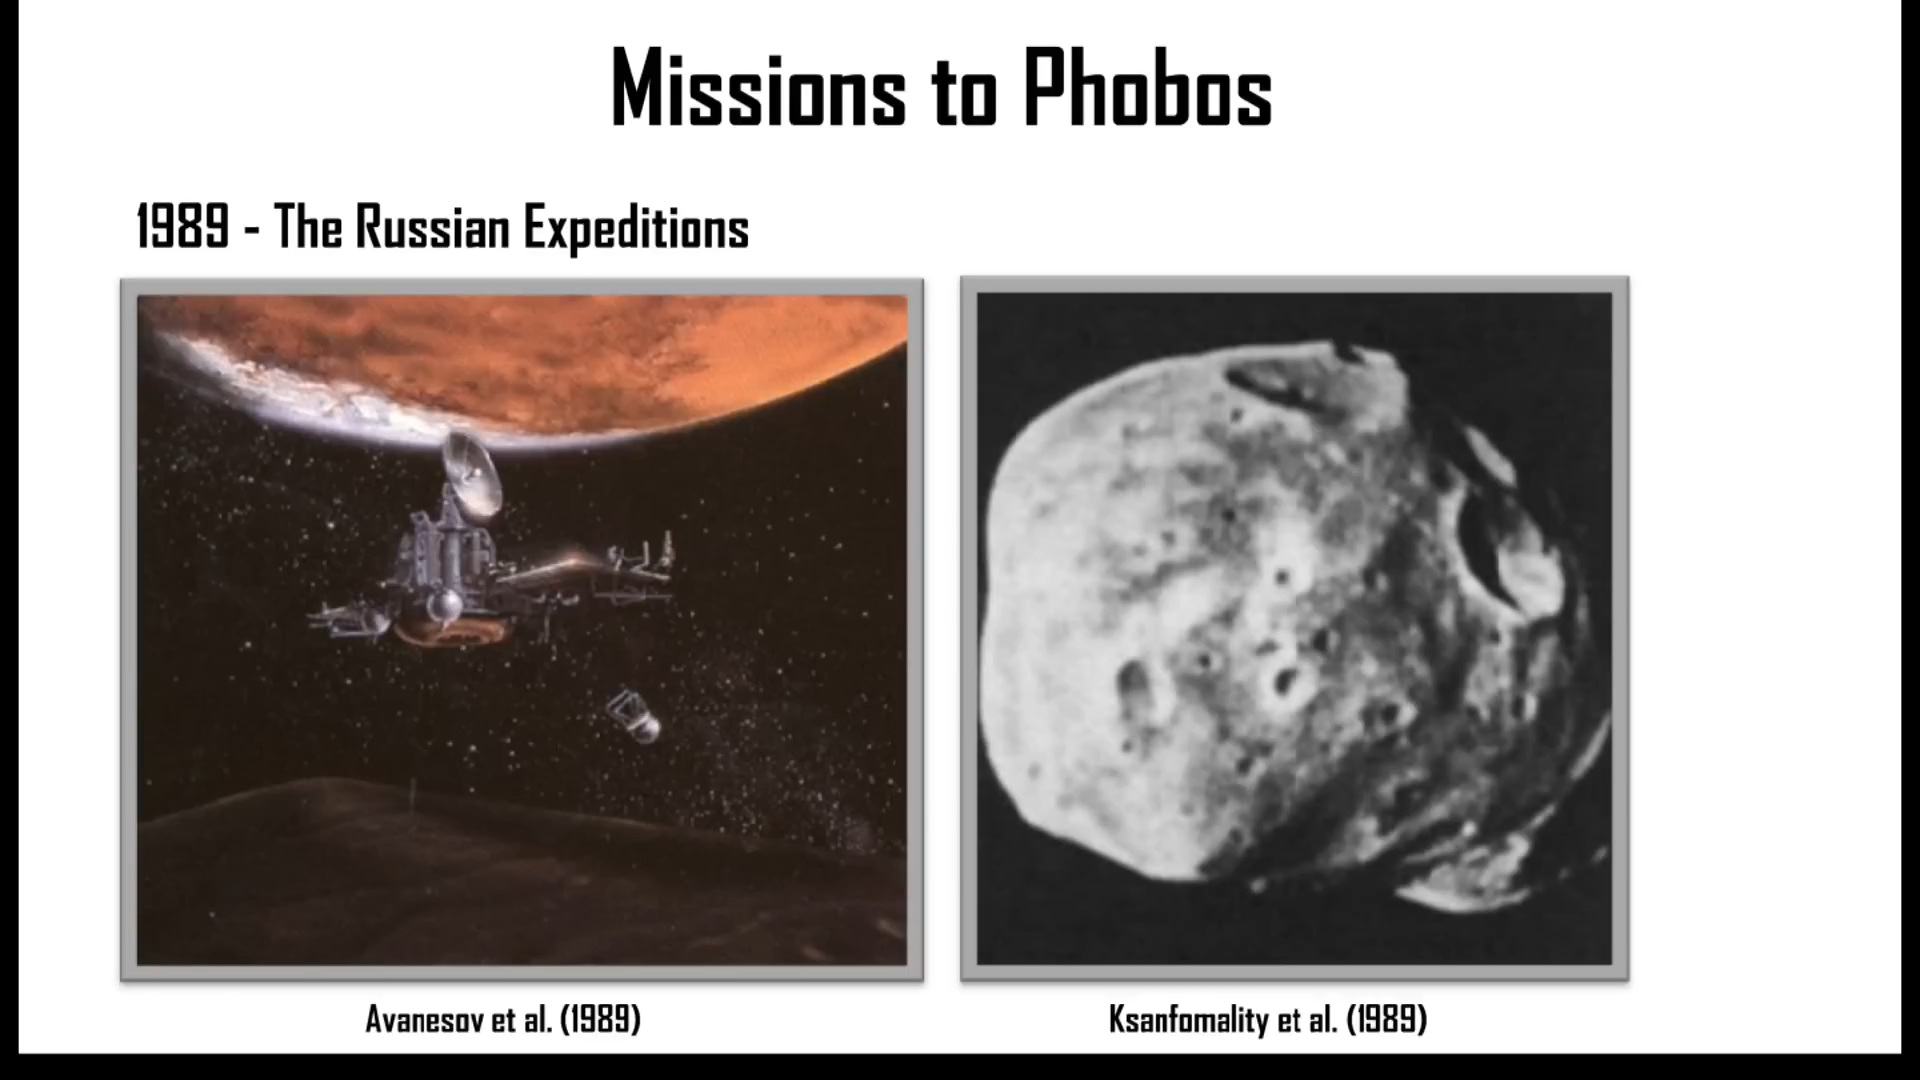 Missions to Phobos
1989 - The Russian Expeditions
Avanesov et al. (1989)
Ksanfomality et al. (1989)